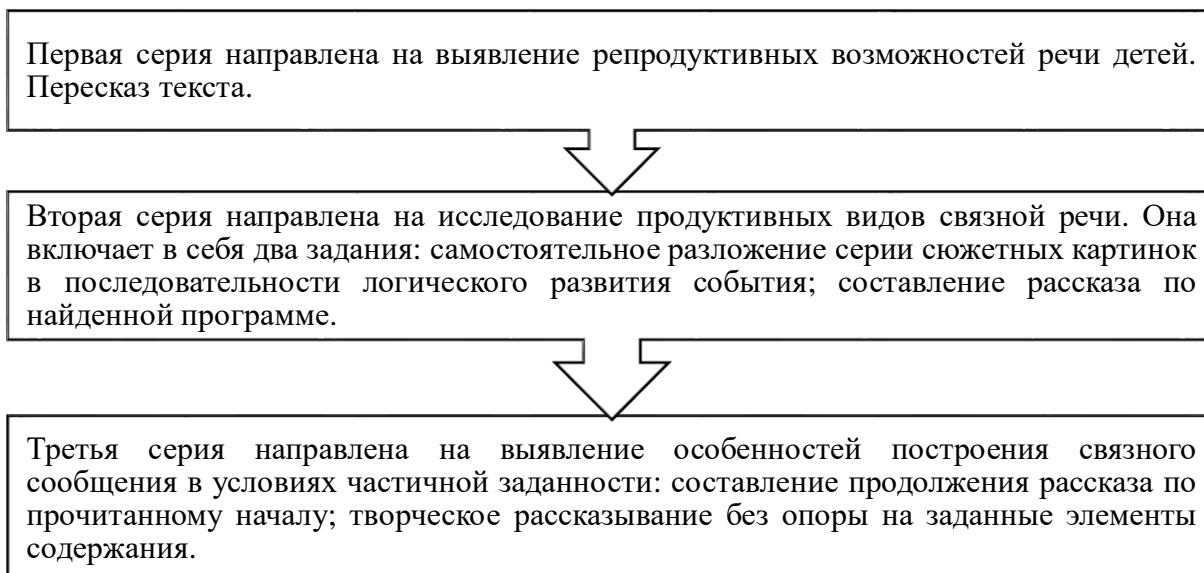 Первая серия направлена на выявление репродуктивных возможностей речи детей.
Пересказ текста.
Вторая серия направлена на исследование продуктивных видов связной речи. Она
включает в себя два задания: самостоятельное разложение серии сюжетных картинок
в последовательности логического развития события; составление рассказа по
найденной программе.
Третья серия направлена на выявление особенностей построения связного
сообщения в условиях частичной заданности: составление продолжения рассказа по
прочитанному началу; творческое рассказывание без опоры на заданные элементы
содержания.